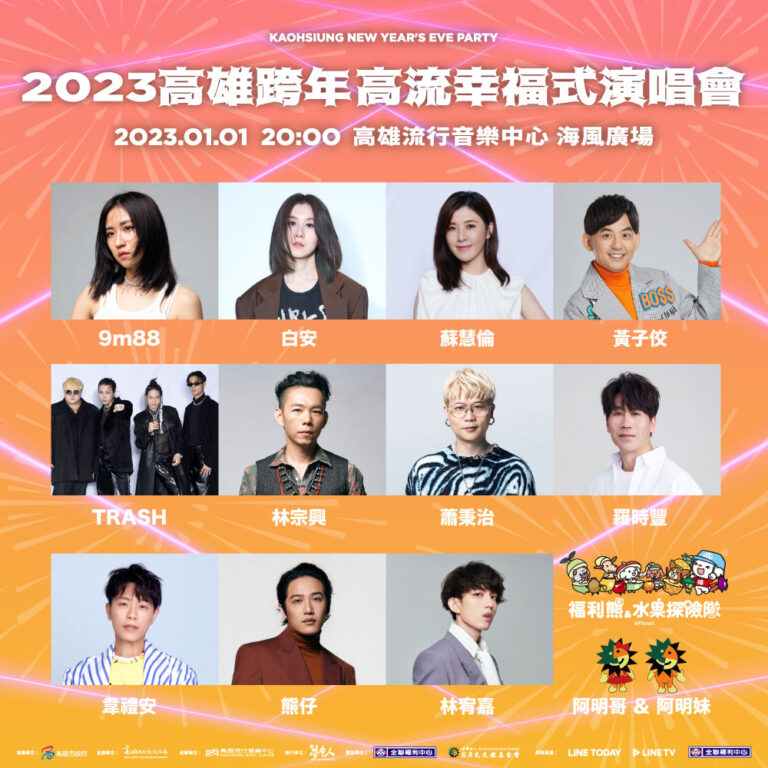 KAOHSIUNG NEW YEAR'S EVE PARTY
2023高雄跨年高流幸福式演唱會
2023.01.01 20:00 高雄流行音樂中心 海風廣場
BOSS
9m88 白安 蘇慧倫 黃子佼
TRASH 林宗興 蕭秉治 羅時豐
福利熊&水果探險隊
©PXmart
韋禮安 熊仔 林宥嘉 阿明哥 & 阿明妹
高雄市政府 高雄流行音樂中心 夢中人 全聯福利中心 LINE TODAY LINE TV 全聯福利中心